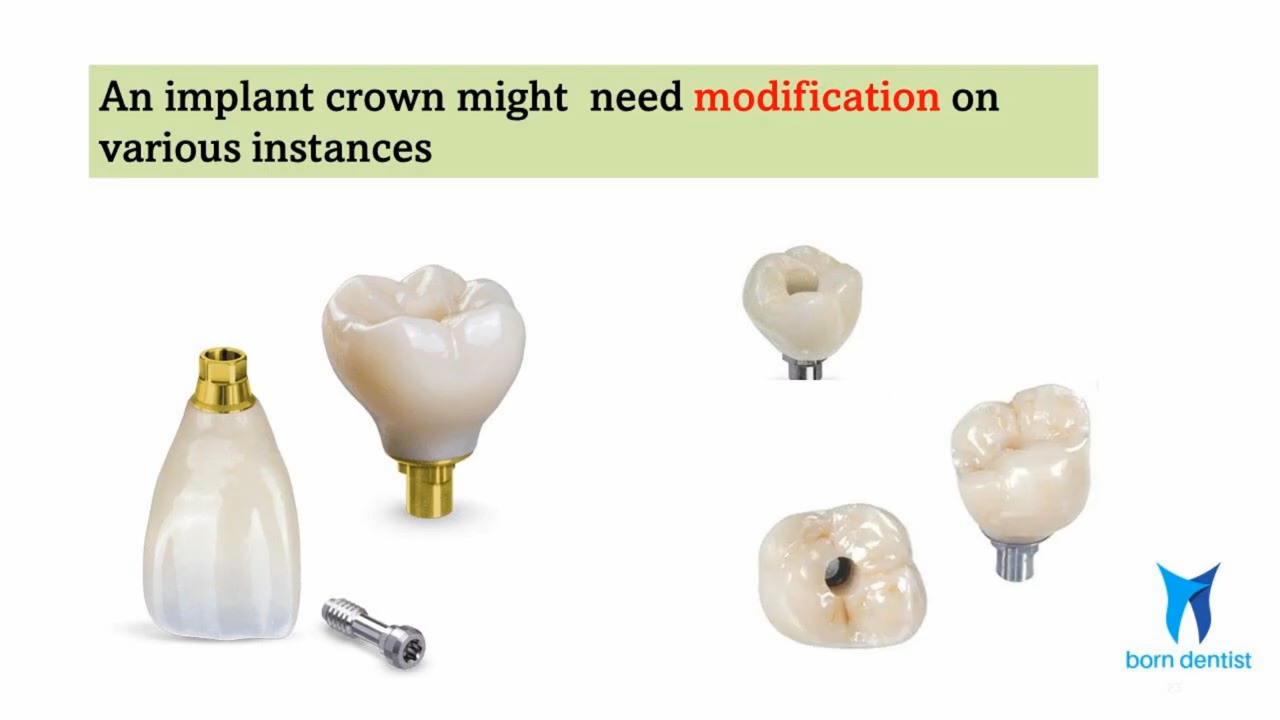 An implant crown might need modification on
various instances
born dentist